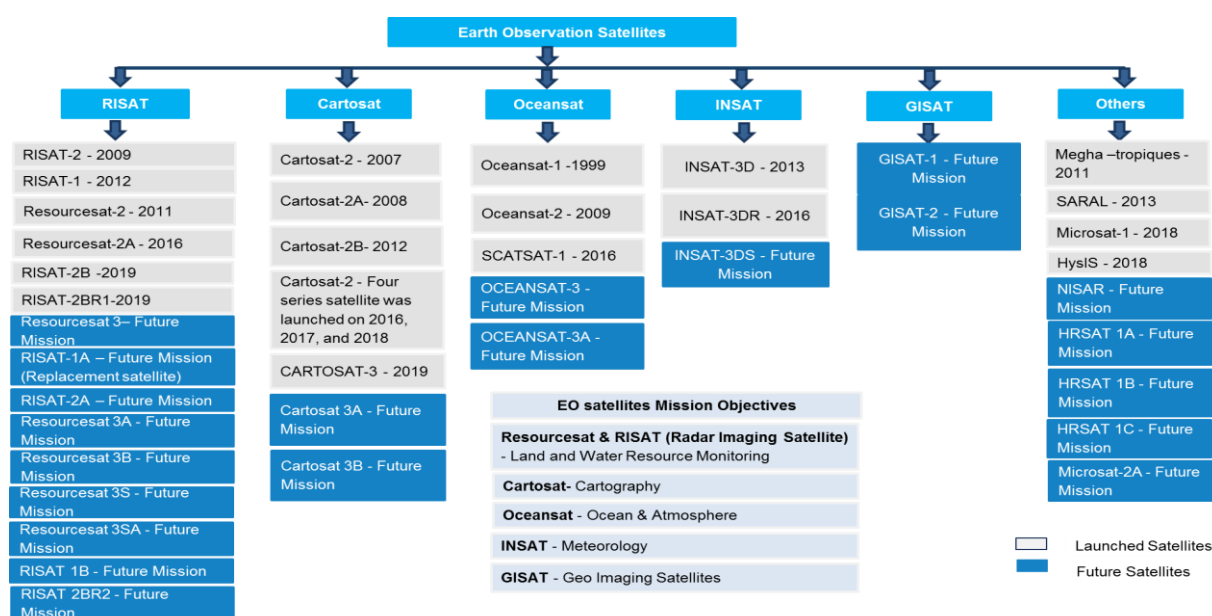 Earth Observation Satellites
RISAT
Cartosat
Oceansat
INSAT
GISAT
Others
RISAT-2 - 2009
RISAT-1 - 2012
Resourcesat-2 - 2011
Resourcesat-2A - 2016
RISAT-2B -2019
RISAT-2BR1-2019
Resourcesat 3– Future
Mission
RISAT-1A – Future Mission
(Replacement satellite)
RISAT-2A – Future Mission
Resourcesat 3A - Future
Mission
Resourcesat 3B - Future
Mission
Resourcesat 3S - Future
Mission
Resourcesat 3SA - Future
Mission
RISAT 1B - Future Mission
RISAT 2BR2 - Future
Mission
Cartosat-2 - 2007
Cartosat-2A- 2008
Cartosat-2B- 2012
Cartosat-2 - Four
series satellite was
launched on 2016,
2017, and 2018
CARTOSAT-3 - 2019
Cartosat 3A - Future
Mission
Cartosat 3B - Future
Mission
Oceansat-1 -1999
Oceansat-2 - 2009
SCATSAT-1 - 2016
OCEANSAT-3 -
Future Mission
OCEANSAT-3A -
Future Mission
INSAT-3D - 2013
INSAT-3DR - 2016
INSAT-3DS - Future
Mission
GISAT-1 - Future
Mission
GISAT-2 - Future
Mission
Megha –tropiques -
2011
SARAL - 2013
Microsat-1 - 2018
HysIS - 2018
NISAR - Future
Mission
HRSAT 1A - Future
Mission
HRSAT 1B - Future
Mission
HRSAT 1C - Future
Mission
Microsat-2A - Future
Mission
EO satellites Mission Objectives
Resourcesat & RISAT (Radar Imaging Satellite)
- Land and Water Resource Monitoring
Cartosat- Cartography
Oceansat - Ocean & Atmosphere
INSAT - Meteorology
GISAT - Geo Imaging Satellites
Launched Satellites
Future Satellites